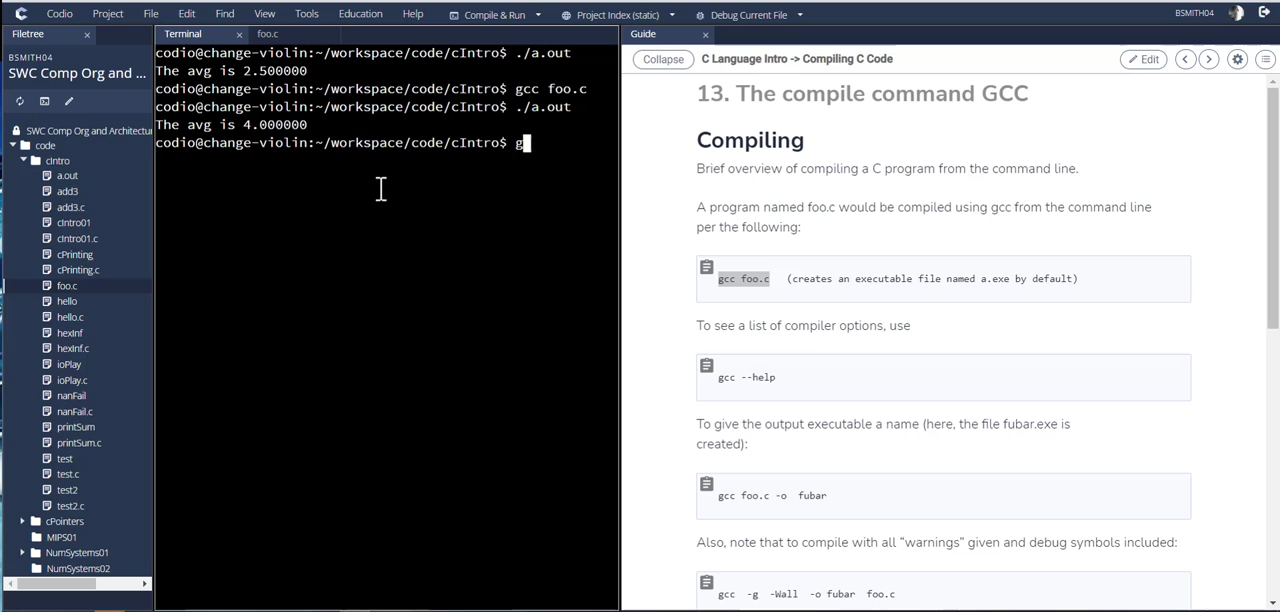 Codio Project File Edit Find View Tools Education Help Compile & Run Project Index (static) Debug Current File BSMITH04
Filetree
BSMITH04
SWC Comp Org and ...
SWC Comp Org and Architectur
code
cIntro
a.out
add3
add3.c
cIntro01
cIntro01.c
cPrinting
cPrinting.c
foo.c
hello
hello.c
hexInf
hexInf.c
ioPlay
ioPlay.c
nanFail
nanFail.c
printSum
printSum.c
test
test.c
test2
test2.c
cPointers
MIPS01
NumSystems01
NumSystems02
Terminal foo.c
codio@change-violin:~/workspace/code/cIntro$ ./a.out
The avg is 2.500000
codio@change-violin:~/workspace/code/cIntro$ gcc foo.c
codio@change-violin:~/workspace/code/cIntro$ ./a.out
The avg is 4.000000
codio@change-violin:~/workspace/code/cIntro$ g
Guide
Collapse C Language Intro -> Compiling C Code Edit
13. The compile command GCC
Compiling
Brief overview of compiling a C program from the command line.
A program named foo.c would be compiled using gcc from the command line
per the following:
gcc foo.c (creates an executable file named a.exe by default)
To see a list of compiler options, use
gcc --help
To give the output executable a name (here, the file fubar.exe is
created):
gcc foo.c -o fubar
Also, note that to compile with all “warnings” given and debug symbols included:
gcc -g -Wall -o fubar foo.c